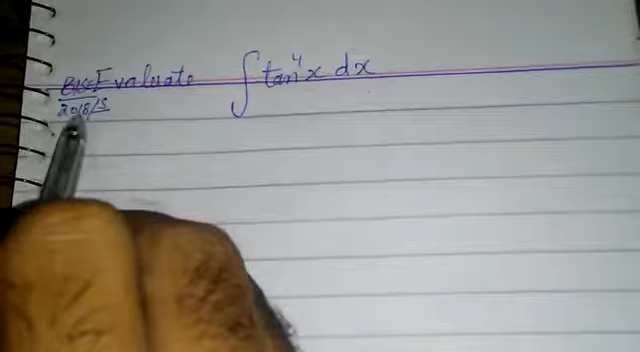 Evaluate ∫ tan⁴x dx
2018/S